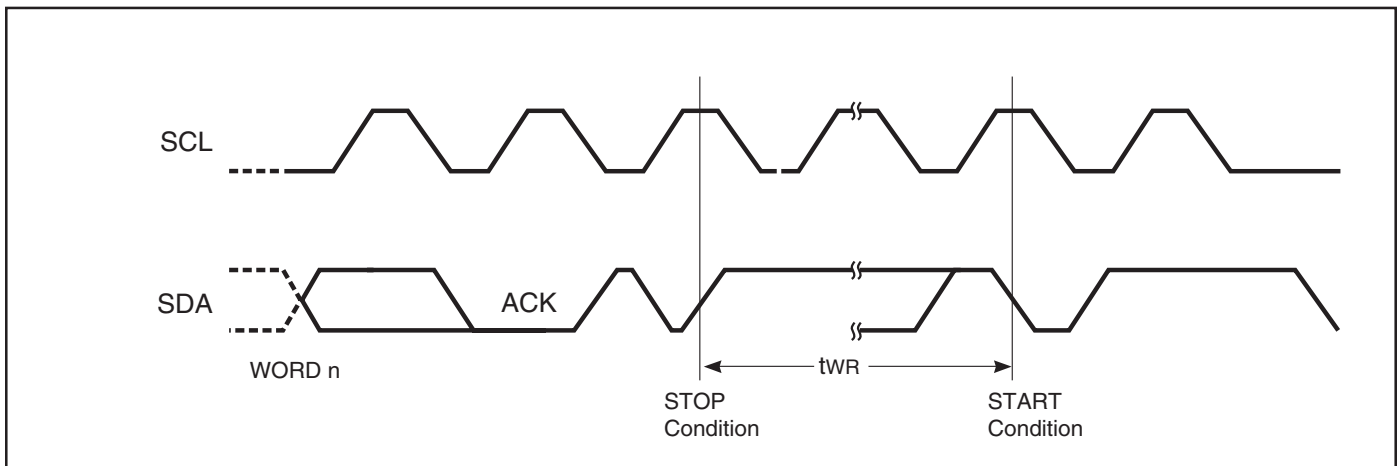 SCL
SDA
ACK
WORD n
tWR
STOP
Condition
START
Condition